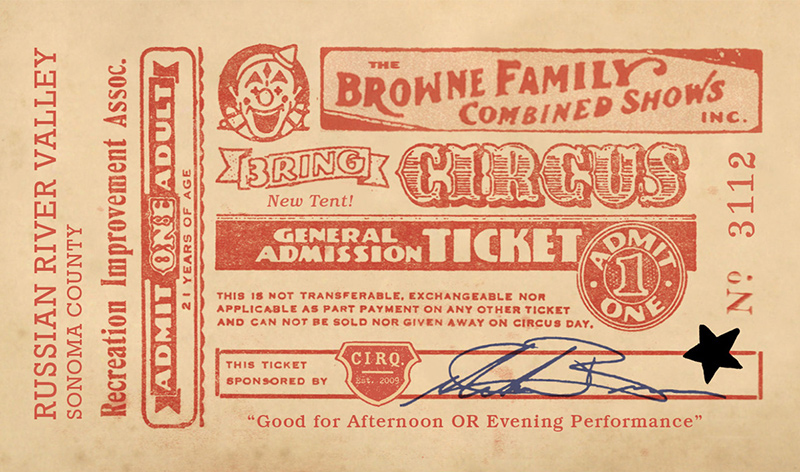 RUSSIAN RIVER VALLEY
SONOMA COUNTY
Recreation Improvement Assoc.
ADMIT ONE ADULT
21 YEARS OF AGE
THE
BROWNE FAMILY
COMBINED SHOWS
INC.
3 RING
CIRCUS
New Tent!
GENERAL
ADMISSION
TICKET
ADMIT
1
ONE
Nº 3112
THIS IS NOT TRANSFERABLE, EXCHANGEABLE NOR
APPLICABLE AS PART PAYMENT ON ANY OTHER TICKET
AND CAN NOT BE SOLD NOR GIVEN AWAY ON CIRCUS DAY.
THIS TICKET
SPONSORED BY
CIRQ.
Est. 2009
“Good for Afternoon OR Evening Performance”